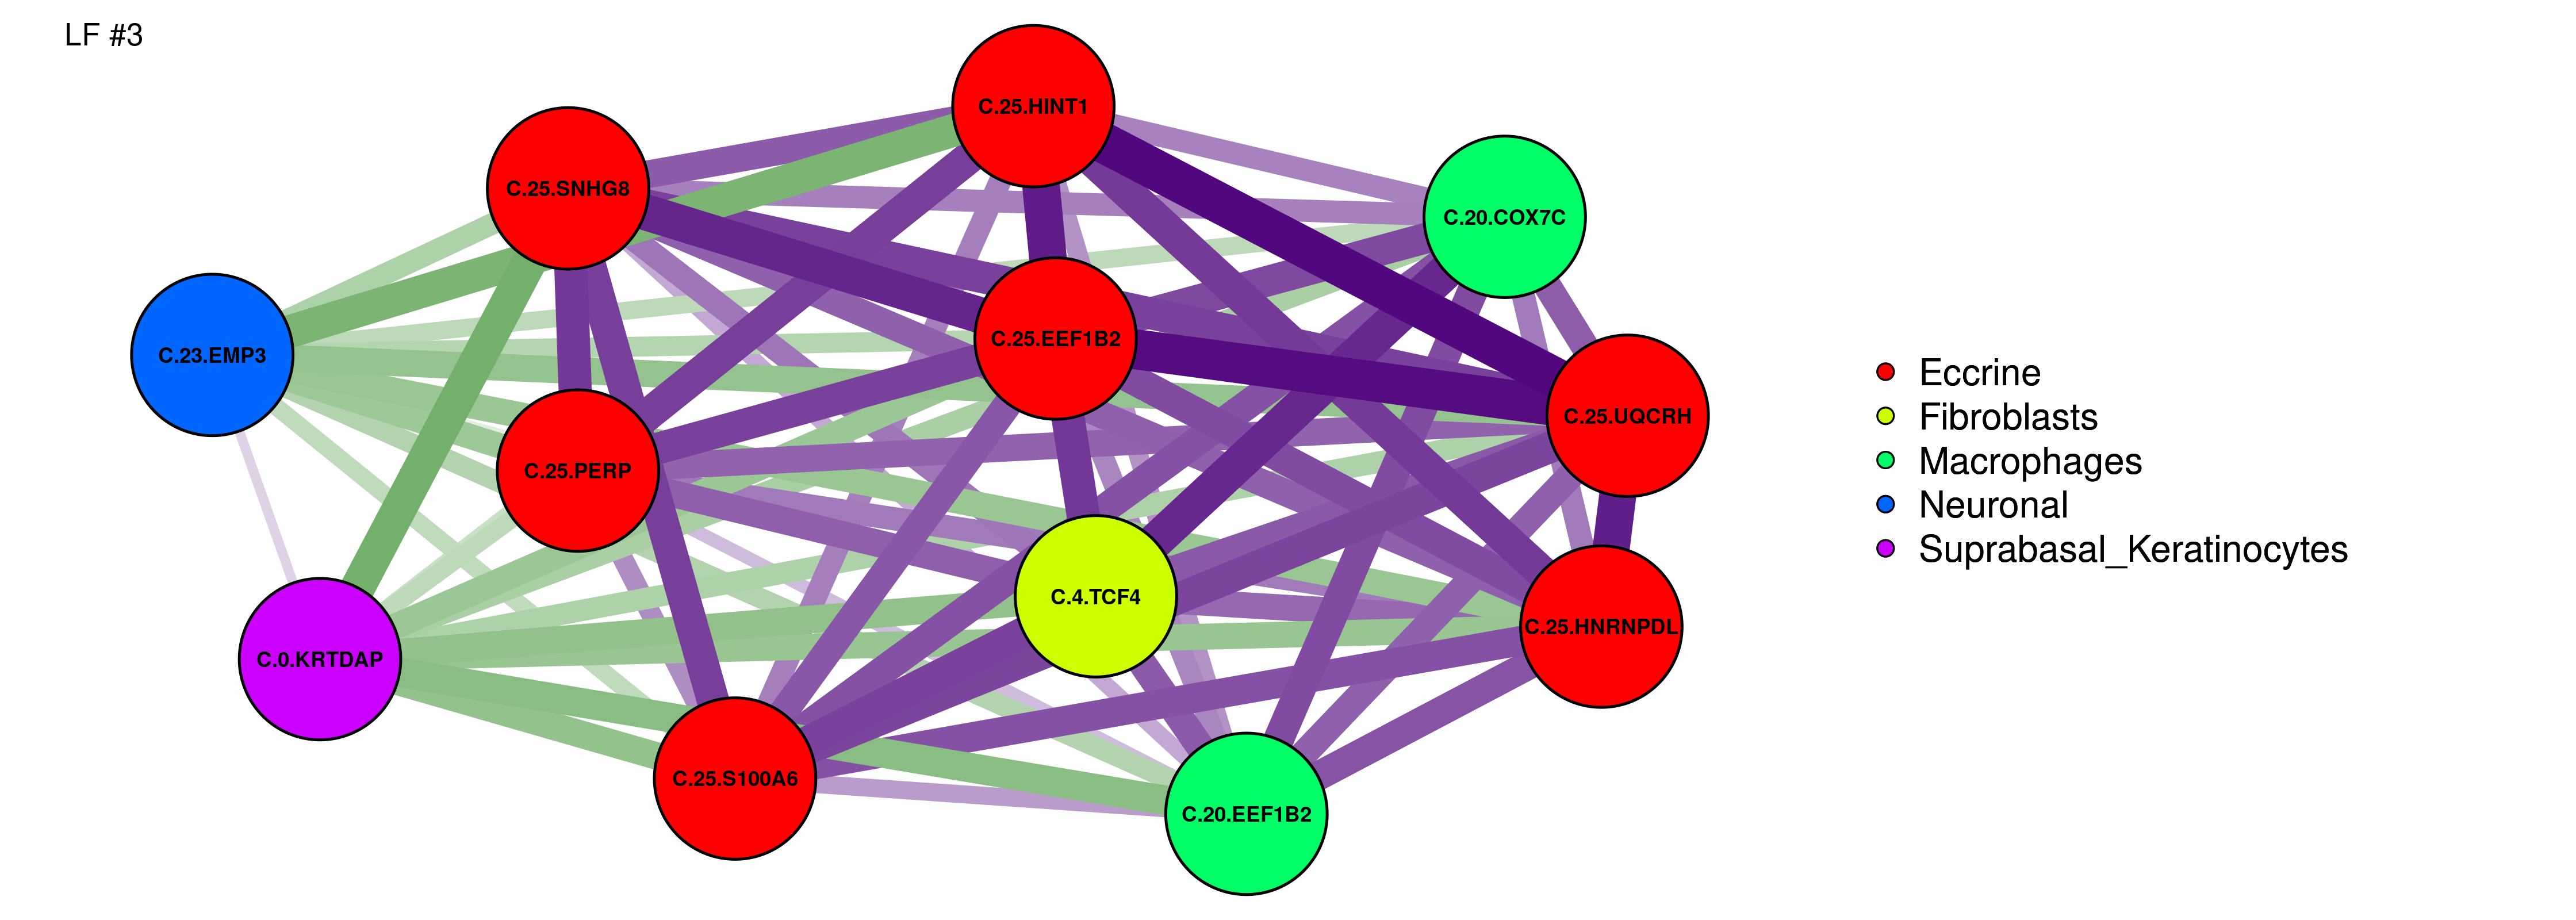 LF #3
C.25.HINT1
C.25.SNHG8
C.20.COX7C
C.25.EEF1B2
C.23.EMP3
C.25.UQCRH
C.25.PERP
C.4.TCF4
C.25.HNRNPDL
C.0.KRTDAP
C.25.S100A6
C.20.EEF1B2
Eccrine
Fibroblasts
Macrophages
Neuronal
Suprabasal_Keratinocytes